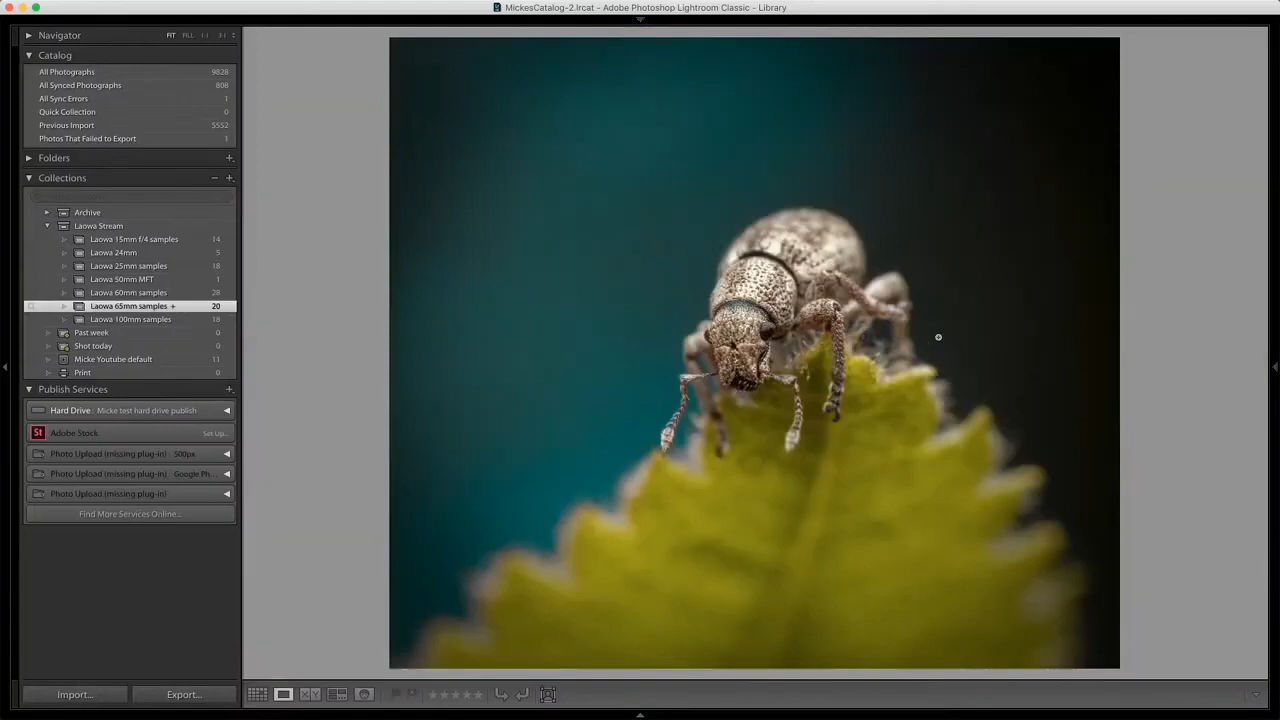 MickesCatalog-2.lrcat - Adobe Photoshop Lightroom Classic - Library
Navigator FIT FILL 1:1 3:1
Catalog
All Photographs 9828
All Synced Photographs 808
All Sync Errors 1
Quick Collection 0
Previous Import 5552
Photos That Failed to Export 1
Folders
Collections
Archive
Laowa Stream
Laowa 15mm f/4 samples 14
Laowa 24mm 5
Laowa 25mm samples 18
Laowa 50mm MFT 1
Laowa 60mm samples 28
Laowa 65mm samples + 20
Laowa 100mm samples 18
Past week 0
Shot today 0
Micke Youtube default 11
Print 0
Publish Services
Hard Drive : Micke test hard drive publish
St Adobe Stock Set Up...
Photo Upload (missing plug-in) : 500px
Photo Upload (missing plug-in) : Google Ph...
Photo Upload (missing plug-in)
Find More Services Online...
Import... Export... XY